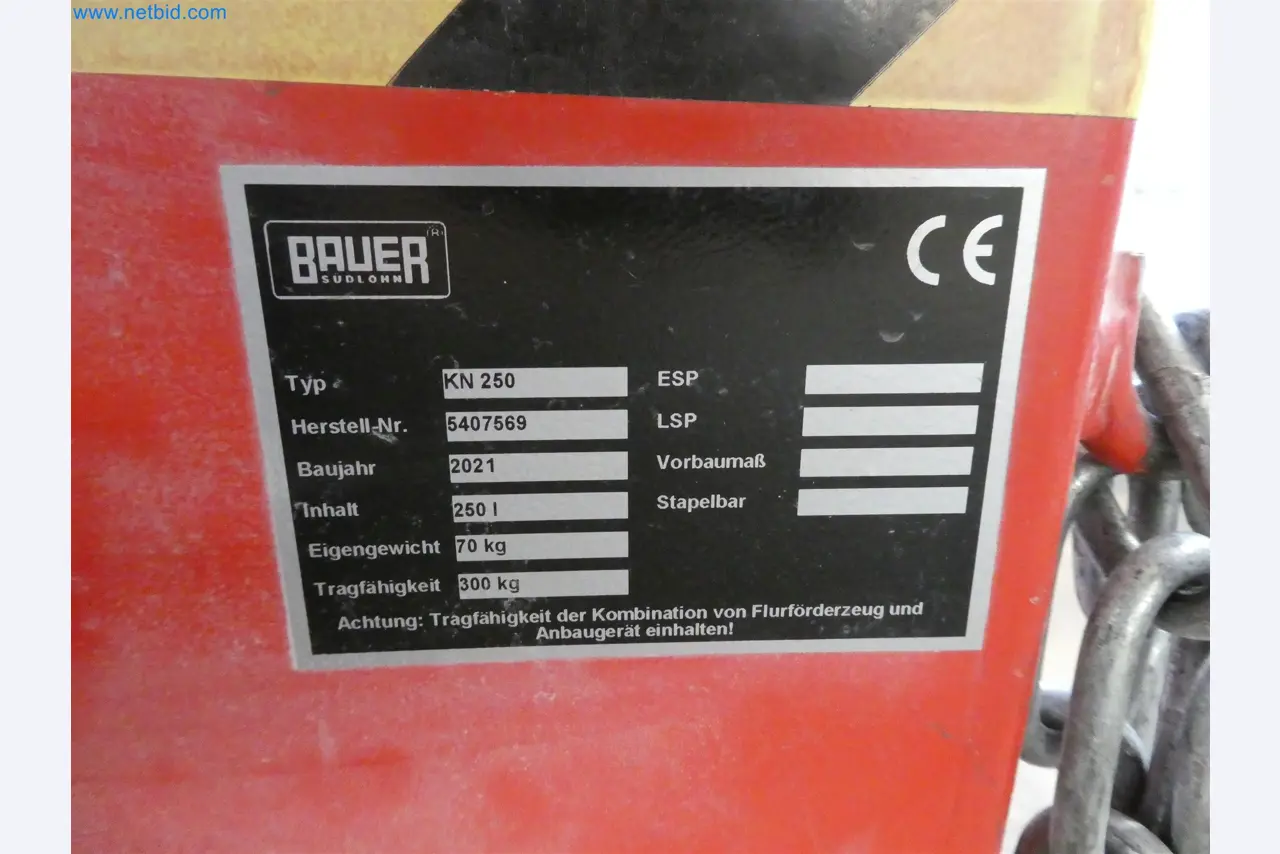 www.netbid.com
BAUER (R)
SÜDLOHN
CE
Typ KN 250 ESP
Herstell-Nr. 5407569 LSP
Baujahr 2021 Vorbaumaß
Inhalt 250 l Stapelbar
Eigengewicht 70 kg
Tragfähigkeit 300 kg
Achtung: Tragfähigkeit der Kombination von Flurförderzeug und
Anbaugerät einhalten!